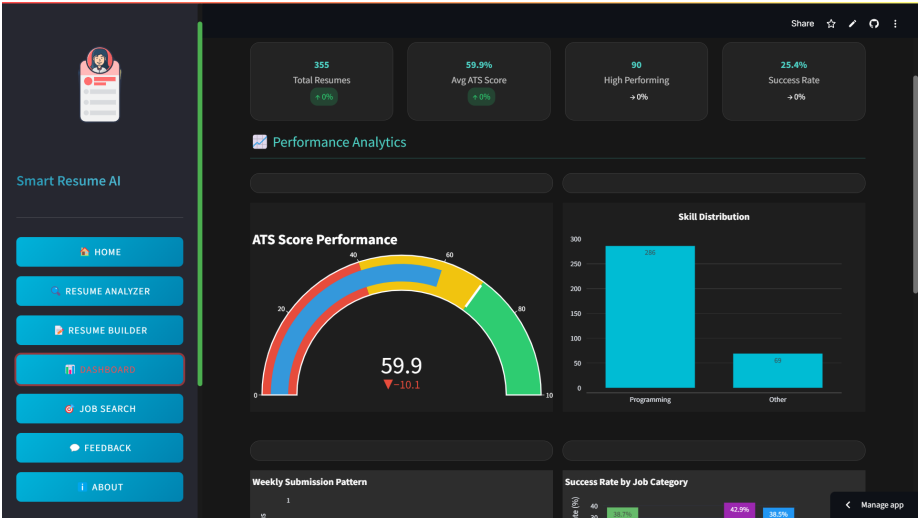 Share
355
Total Resumes
↑ 0%
59.9%
Avg ATS Score
↑ 0%
90
High Performing
→ 0%
25.4%
Success Rate
→ 0%
Performance Analytics
Smart Resume AI
HOME
RESUME ANALYZER
RESUME BUILDER
DASHBOARD
JOB SEARCH
FEEDBACK
ABOUT
ATS Score Performance
0
20
40
60
80
10
59.9
▼−10.1
Skill Distribution
300
250
200
150
100
50
0
286
69
Programming
Other
Weekly Submission Pattern
1
Success Rate by Job Category
40
30
38.7%
42.9%
38.5%
Manage app